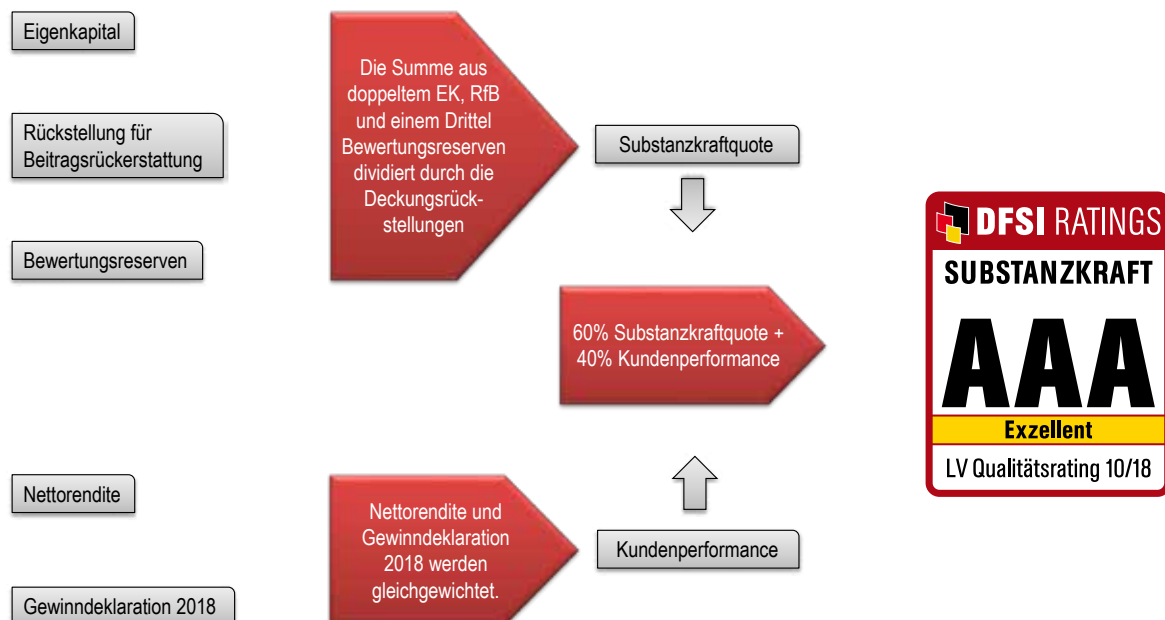 Eigenkapital
Rückstellung für
Beitragsrückerstattung
Bewertungsreserven
Die Summe aus
doppeltem EK, RfB
und einem Drittel
Bewertungsreserven
dividiert durch die
Deckungsrück-
stellungen
Substanzkraftquote
60% Substanzkraftquote +
40% Kundenperformance
Nettorendite
Gewinndeklaration 2018
Nettorendite und
Gewinndeklaration
2018 werden
gleichgewichtet.
Kundenperformance
DFSI RATINGS
SUBSTANZKRAFT
AAA
Exzellent
LV Qualitätsrating 10/18